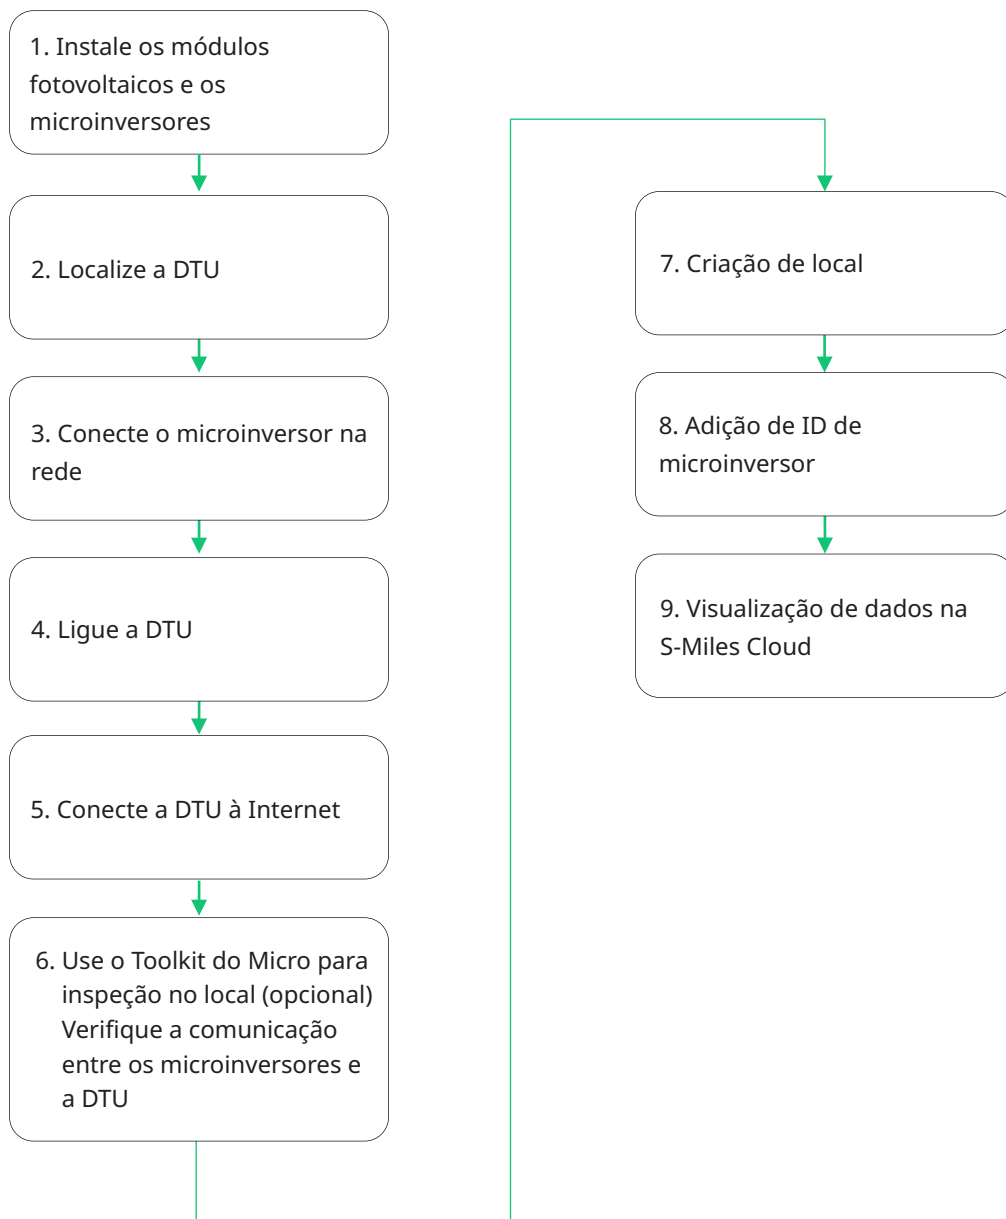 1. Instale os módulos
fotovoltaicos e os
microinversores
2. Localize a DTU
3. Conecte o microinversor na
rede
4. Ligue a DTU
5. Conecte a DTU à Internet
6. Use o Toolkit do Micro para
inspeção no local (opcional)
Verifique a comunicação
entre os microinversores e
a DTU
7. Criação de local
8. Adição de ID de
microinversor
9. Visualização de dados na
S-Miles Cloud